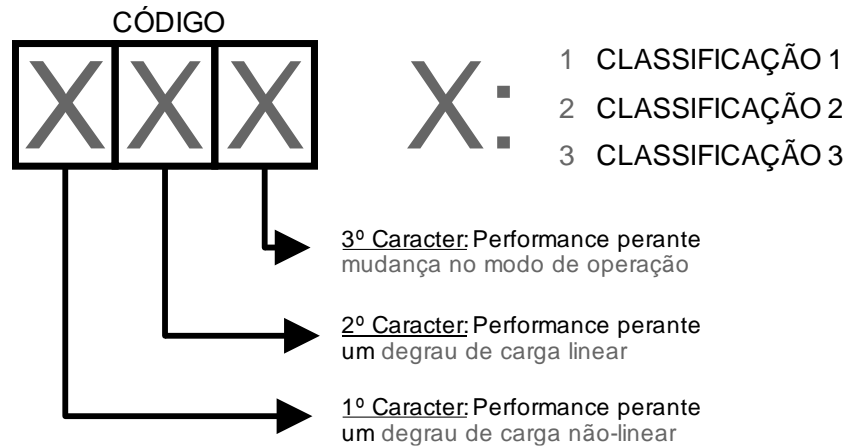 CÓDIGO
X X X
X:
1 CLASSIFICAÇÃO 1
2 CLASSIFICAÇÃO 2
3 CLASSIFICAÇÃO 3
3º Caracter: Performance perante
mudança no modo de operação
2º Caracter: Performance perante
um degrau de carga linear
1º Caracter: Performance perante
um degrau de carga não-linear